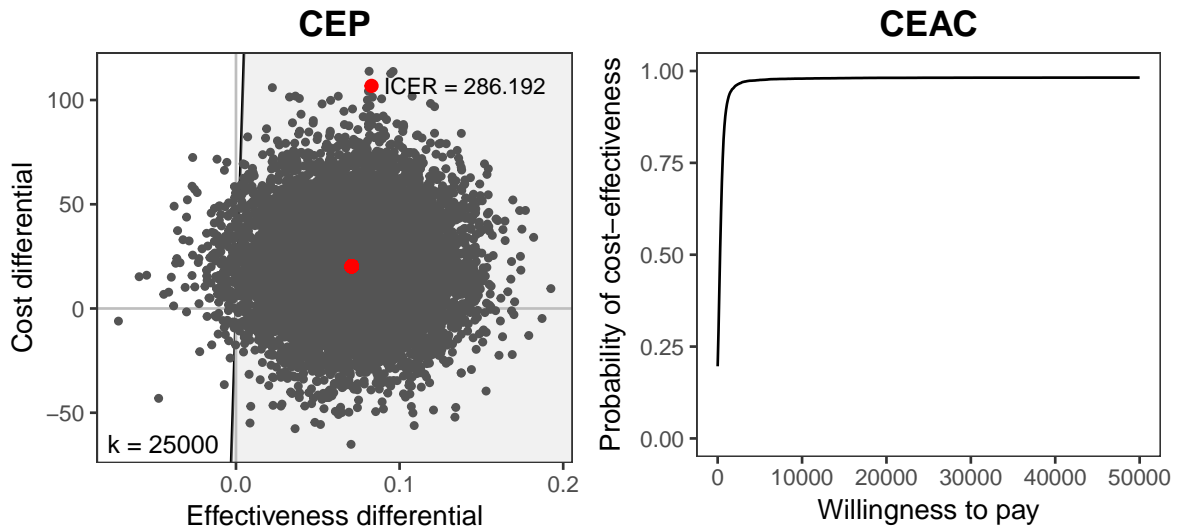 CEP
ICER = 286.192
100
50
0
−50
Cost differential
k = 25000
0.0 0.1 0.2
Effectiveness differential
CEAC
1.00
0.75
0.50
0.25
0.00
Probability of cost−effectiveness
0 10000 20000 30000 40000 50000
Willingness to pay